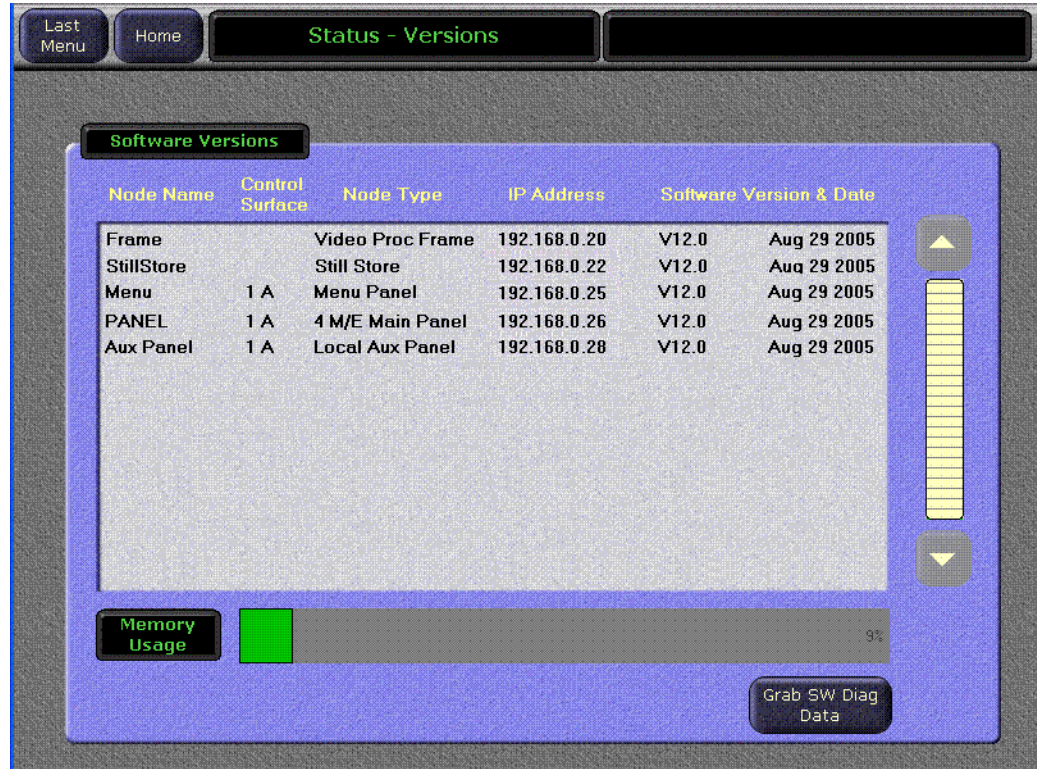 Last Menu
Home
Status - Versions
Software Versions
Node Name Control Surface Node Type IP Address Software Version & Date
Frame Video Proc Frame 192.168.0.20 V12.0 Aug 29 2005
StillStore Still Store 192.168.0.22 V12.0 Aug 29 2005
Menu 1 A Menu Panel 192.168.0.25 V12.0 Aug 29 2005
PANEL 1 A 4 M/E Main Panel 192.168.0.26 V12.0 Aug 29 2005
Aux Panel 1 A Local Aux Panel 192.168.0.28 V12.0 Aug 29 2005
Memory Usage
9%
Grab SW Diag Data